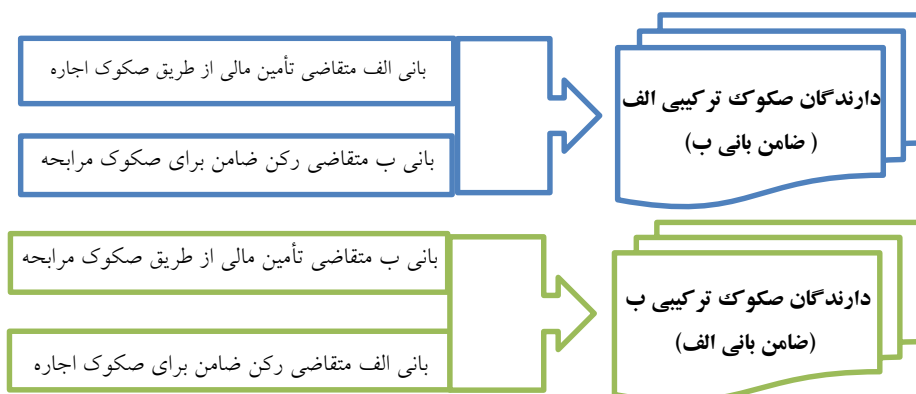 بانی الف متقاضی تأمین مالی از طریق صکوک اجاره
بانی ب متقاضی رکن ضامن برای صکوک مرابحه
دارندگان صکوک ترکیبی الف
( ضامن بانی ب)
بانی ب متقاضی تأمین مالی از طریق صکوک مرابحه
بانی الف متقاضی رکن ضامن برای صکوک اجاره
دارندگان صکوک ترکیبی ب
(ضامن بانی الف)